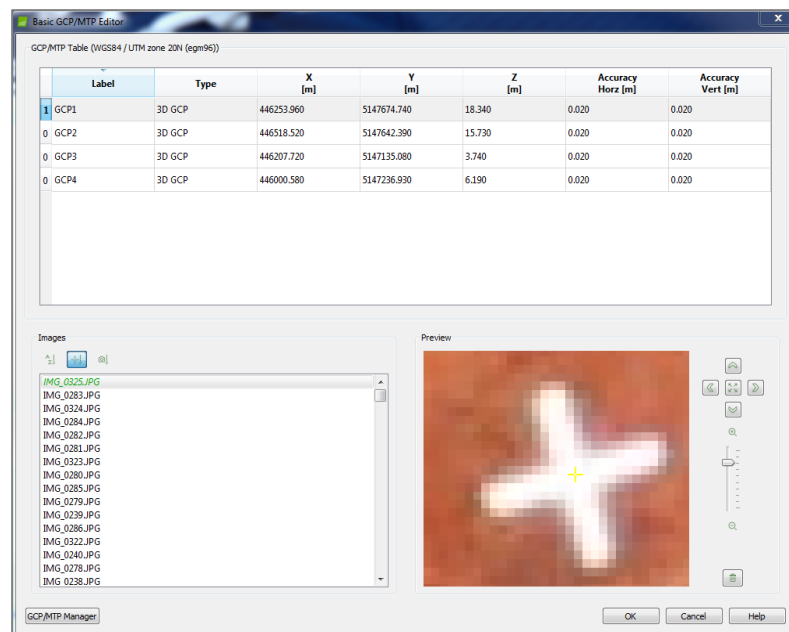 Basic GCP/MTP Editor
x
GCP/MTP Table (WGS84 / UTM zone 20N (egm96))
Label Type X [m] Y [m] Z [m] Accuracy Horz [m] Accuracy Vert [m]
1 GCP1 3D GCP 446253.960 5147674.740 18.340 0.020 0.020
0 GCP2 3D GCP 446518.520 5147642.390 15.730 0.020 0.020
0 GCP3 3D GCP 446207.720 5147135.080 3.740 0.020 0.020
0 GCP4 3D GCP 446000.580 5147236.930 6.190 0.020 0.020
Images
IMG_0325.JPG
IMG_0283.JPG
IMG_0324.JPG
IMG_0284.JPG
IMG_0282.JPG
IMG_0281.JPG
IMG_0323.JPG
IMG_0280.JPG
IMG_0285.JPG
IMG_0279.JPG
IMG_0239.JPG
IMG_0286.JPG
IMG_0322.JPG
IMG_0240.JPG
IMG_0278.JPG
IMG_0238.JPG
Preview
GCP/MTP Manager
OK Cancel Help